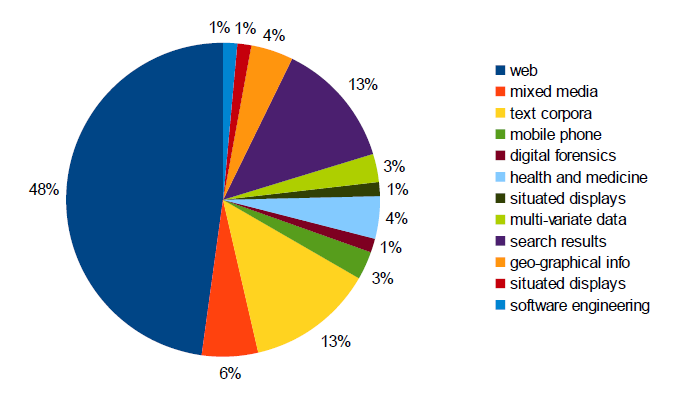 1% 1% 4%
13%
3%
48%
1%
4%
1%
3%
13%
6%
web
mixed media
text corpora
mobile phone
digital forensics
health and medicine
situated displays
multi-variate data
search results
geo-graphical info
situated displays
software engineering